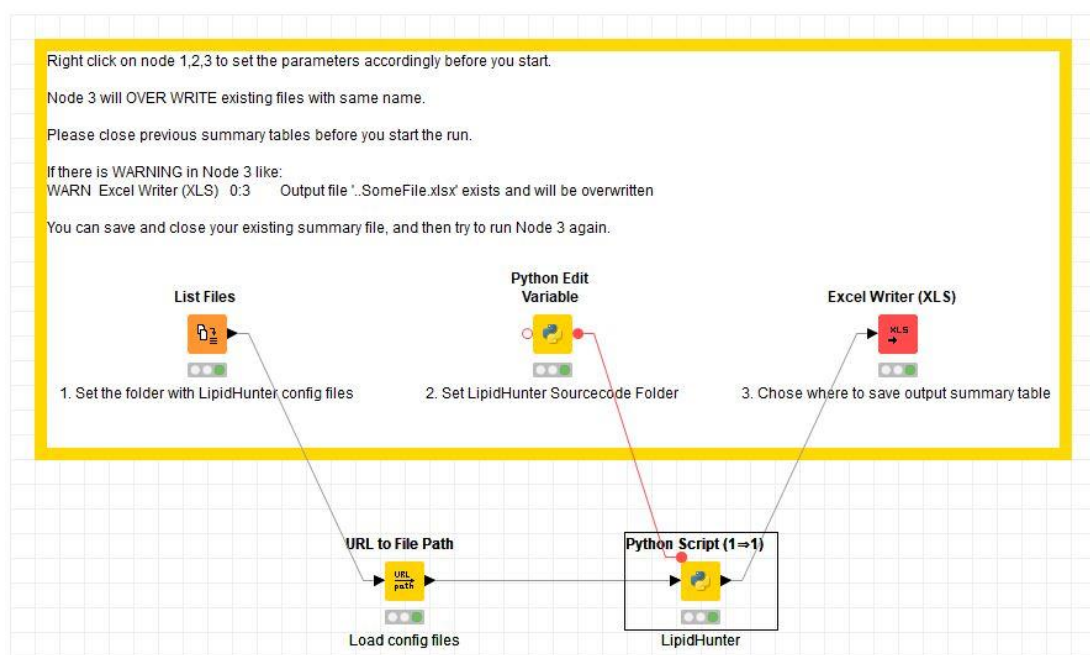 Right click on node 1,2,3 to set the parameters accordingly before you start.
Node 3 will OVER WRITE existing files with same name.
Please close previous summary tables before you start the run.
If there is WARNING in Node 3 like:
WARN Excel Writer (XLS) 0:3 Output file '..SomeFile.xlsx' exists and will be overwritten
You can save and close your existing summary file, and then try to run Node 3 again.
List Files
Python Edit
Variable
Excel Writer (XLS)
XLS
1. Set the folder with LipidHunter config files
2. Set LipidHunter Sourcecode Folder
3. Chose where to save output summary table
URL to File Path
Python Script (1⇒1)
URL
path
Load config files
LipidHunter